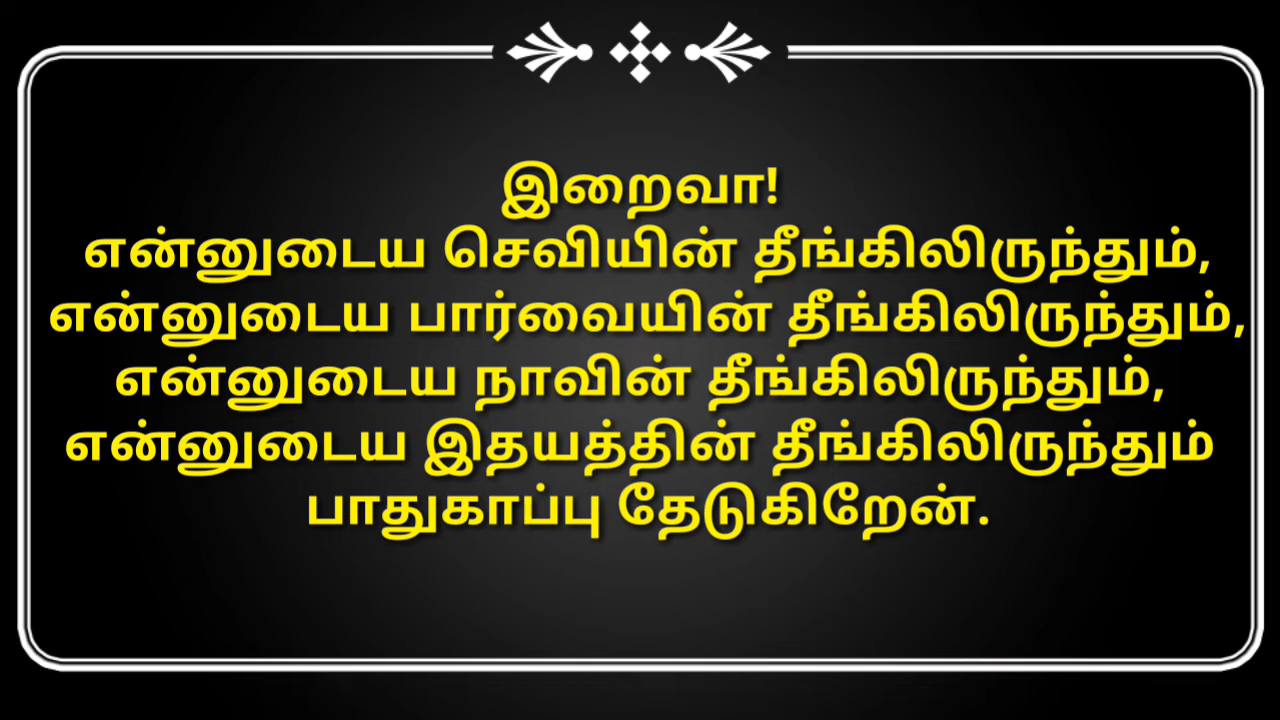 இறைவா!
என்னுடைய செவியின் தீங்கிலிருந்தும்,
என்னுடைய பார்வையின் தீங்கிலிருந்தும்,
என்னுடைய நாவின் தீங்கிலிருந்தும்,
என்னுடைய இதயத்தின் தீங்கிலிருந்தும்
பாதுகாப்பு தேடுகிறேன்.